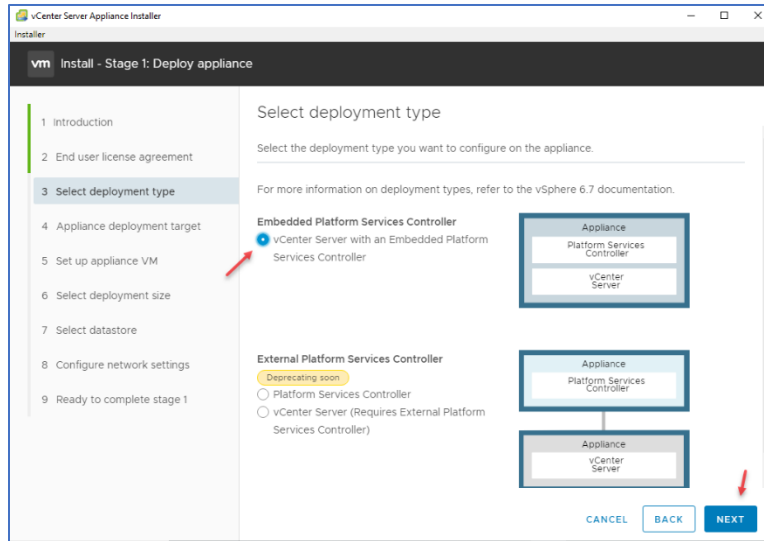 vCenter Server Appliance Installer
Installer
vm Install - Stage 1: Deploy appliance
1 Introduction
2 End user license agreement
3 Select deployment type
4 Appliance deployment target
5 Set up appliance VM
6 Select deployment size
7 Select datastore
8 Configure network settings
9 Ready to complete stage 1
Select deployment type
Select the deployment type you want to configure on the appliance.
For more information on deployment types, refer to the vSphere 6.7 documentation.
Embedded Platform Services Controller
vCenter Server with an Embedded Platform
Services Controller
Appliance
Platform Services
Controller
vCenter
Server
External Platform Services Controller
Deprecating soon
Platform Services Controller
vCenter Server (Requires External Platform
Services Controller)
Appliance
Platform Services
Controller
Appliance
vCenter
Server
CANCEL BACK NEXT